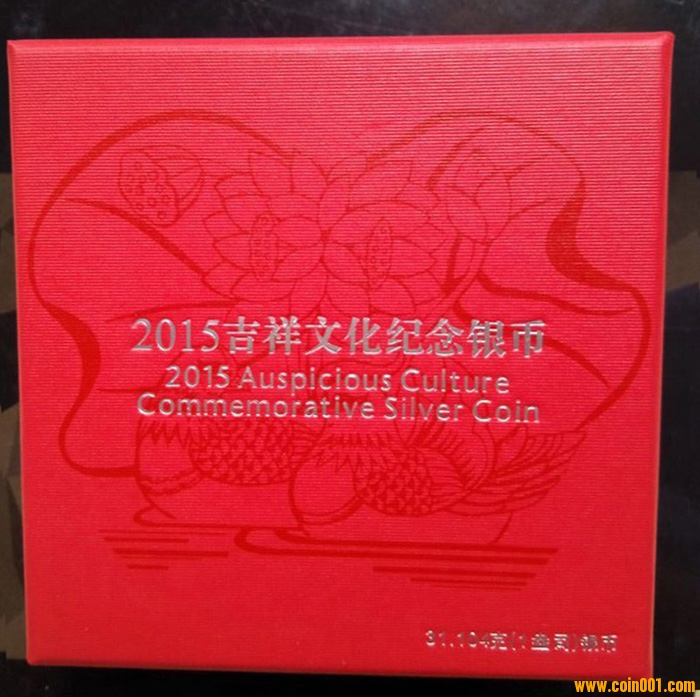 2015吉祥文化纪念银币
2015 Auspicious Culture
Commemorative Silver Coin
31.104克(1盎司)银币
www.coin001.com